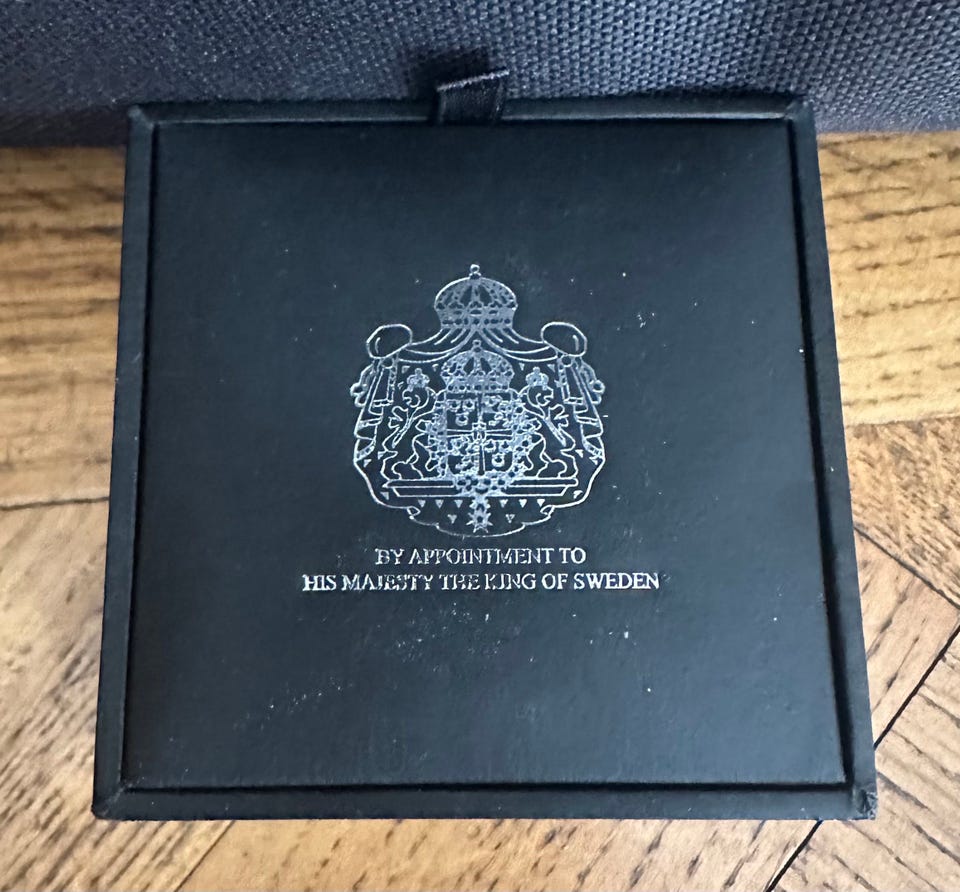 BY APPOINTMENT TO
HIS MAJESTY THE KING OF SWEDEN